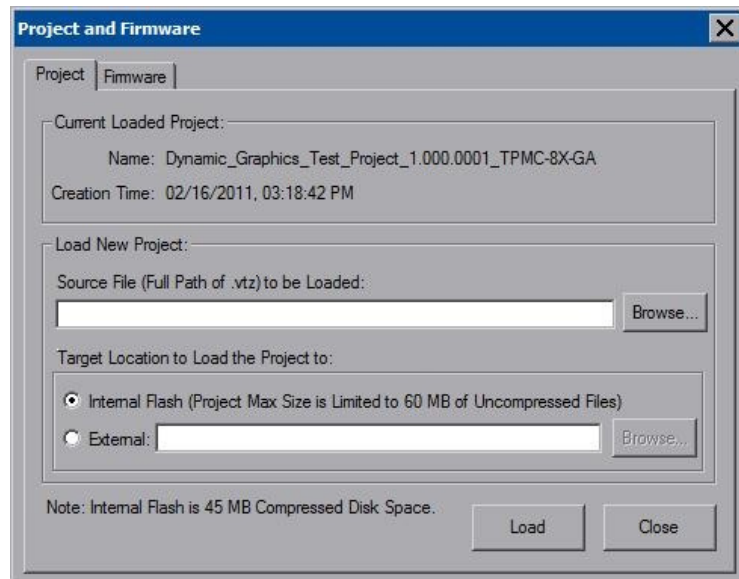 Project and Firmware
Project Firmware
Current Loaded Project:
Name: Dynamic_Graphics_Test_Project_1.000.0001_TPMC-8X-GA
Creation Time: 02/16/2011, 03:18:42 PM
Load New Project:
Source File (Full Path of .vtz) to be Loaded:
Browse...
Target Location to Load the Project to:
Internal Flash (Project Max Size is Limited to 60 MB of Uncompressed Files)
External: Browse...
Note: Internal Flash is 45 MB Compressed Disk Space.
Load Close